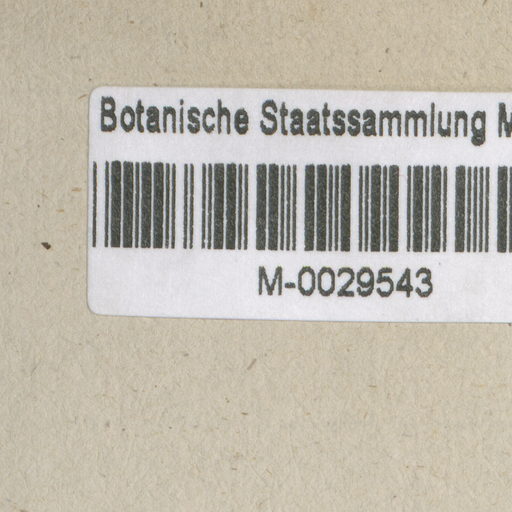 Botanische Staatssammlung
M-0029543